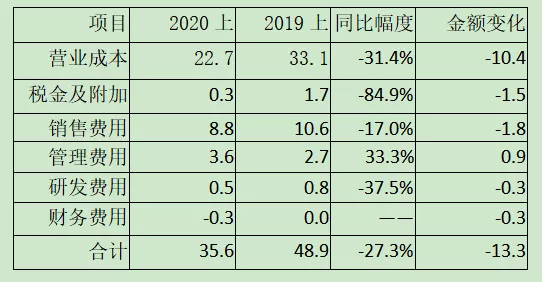 项目 2020 上 2019 上 同比幅度 金额变化
营业成本 22.7 33.1 -31.4% -10.4
税金及附加 0.3 1.7 -84.9% -1.5
销售费用 8.8 10.6 -17.0% -1.8
管理费用 3.6 2.7 33.3% 0.9
研发费用 0.5 0.8 -37.5% -0.3
财务费用 -0.3 0.0 —— -0.3
合计 35.6 48.9 -27.3% -13.3